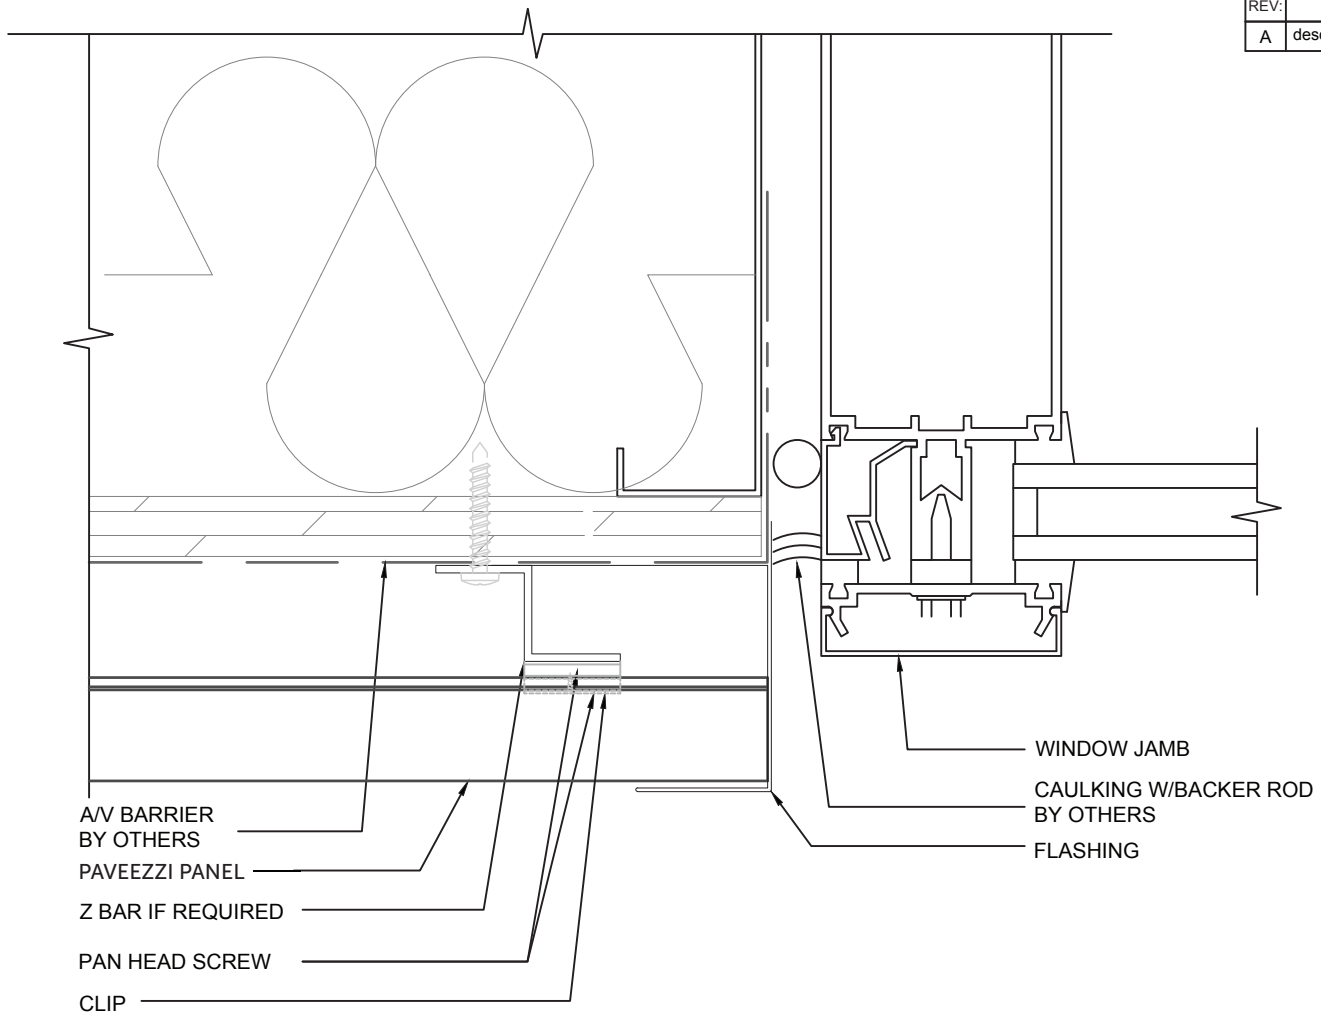 REV:
A
WINDOW JAMB
CAULKING W/BACKER ROD
BY OTHERS
FLASHING
A/V BARRIER
BY OTHERS
PAVEEZZI PANEL
Z BAR IF REQUIRED
PAN HEAD SCREW
CLIP